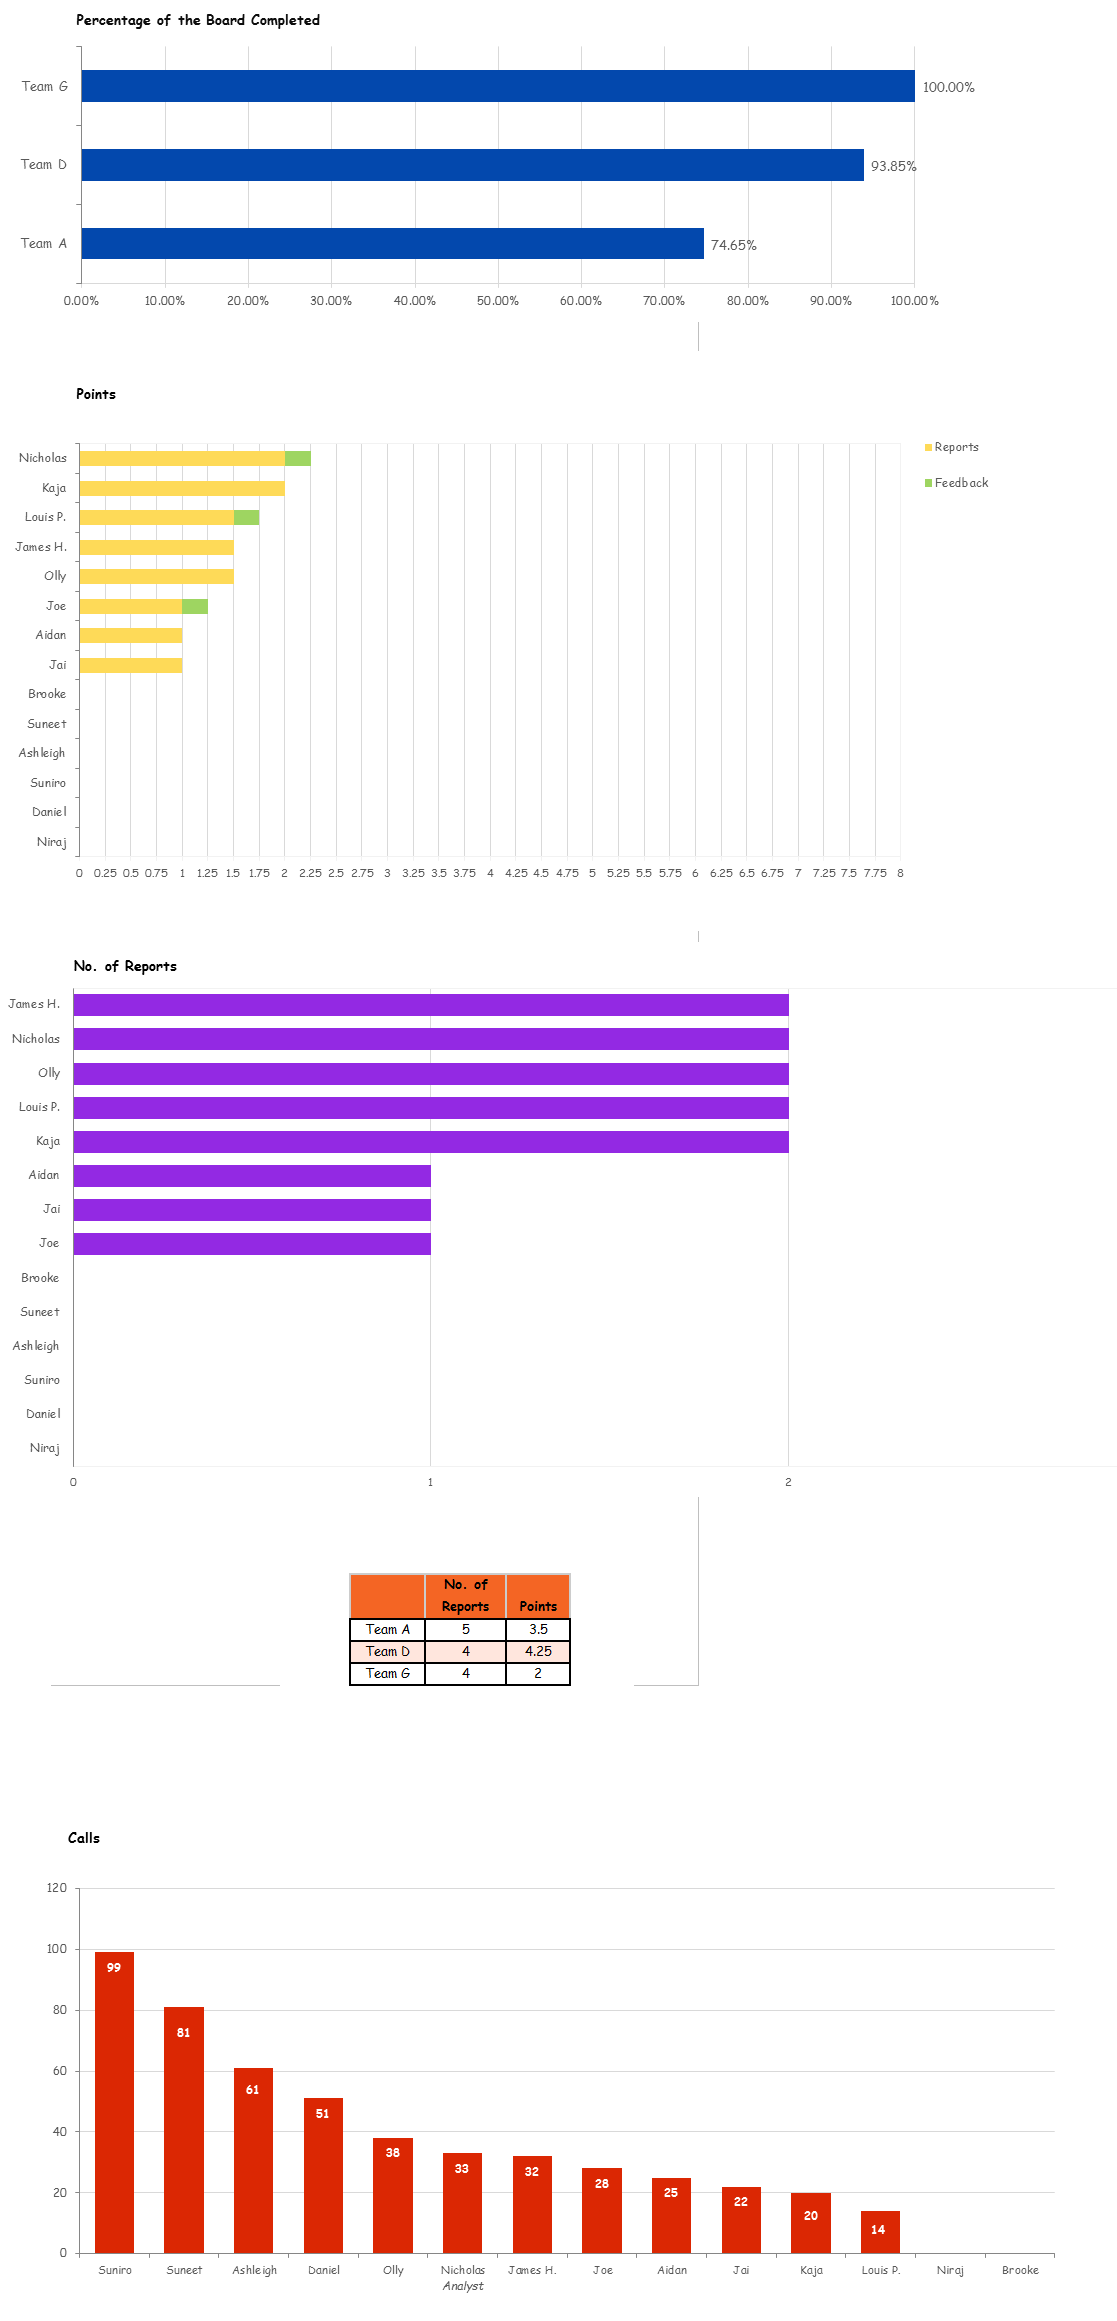 Percentage of the Board Completed
Team G
100.00%
Team D
93.85%
Team A
74.65%
0.00% 10.00% 20.00% 30.00% 40.00% 50.00% 60.00% 70.00% 80.00% 90.00% 100.00%
Points
Reports
Feedback
Nicholas
Kaja
Louis P.
James H.
Olly
Joe
Aidan
Jai
Brooke
Suneet
Ashleigh
Suniro
Daniel
Niraj
0 0.25 0.5 0.75 1 1.25 1.5 1.75 2 2.25 2.5 2.75 3 3.25 3.5 3.75 4 4.25 4.5 4.75 5 5.25 5.5 5.75 6 6.25 6.5 6.75 7 7.25 7.5 7.75 8
No. of Reports
James H.
Nicholas
Olly
Louis P.
Kaja
Aidan
Jai
Joe
Brooke
Suneet
Ashleigh
Suniro
Daniel
Niraj
0 1 2
No. of
Reports Points
Team A 5 3.5
Team D 4 4.25
Team G 4 2
Calls
120
100
80
60
40
20
0
99
81
61
51
38
33
32
28
25
22
20
14
Suniro Suneet Ashleigh Daniel Olly Nicholas James H. Joe Aidan Jai Kaja Louis P. Niraj Brooke
Analyst